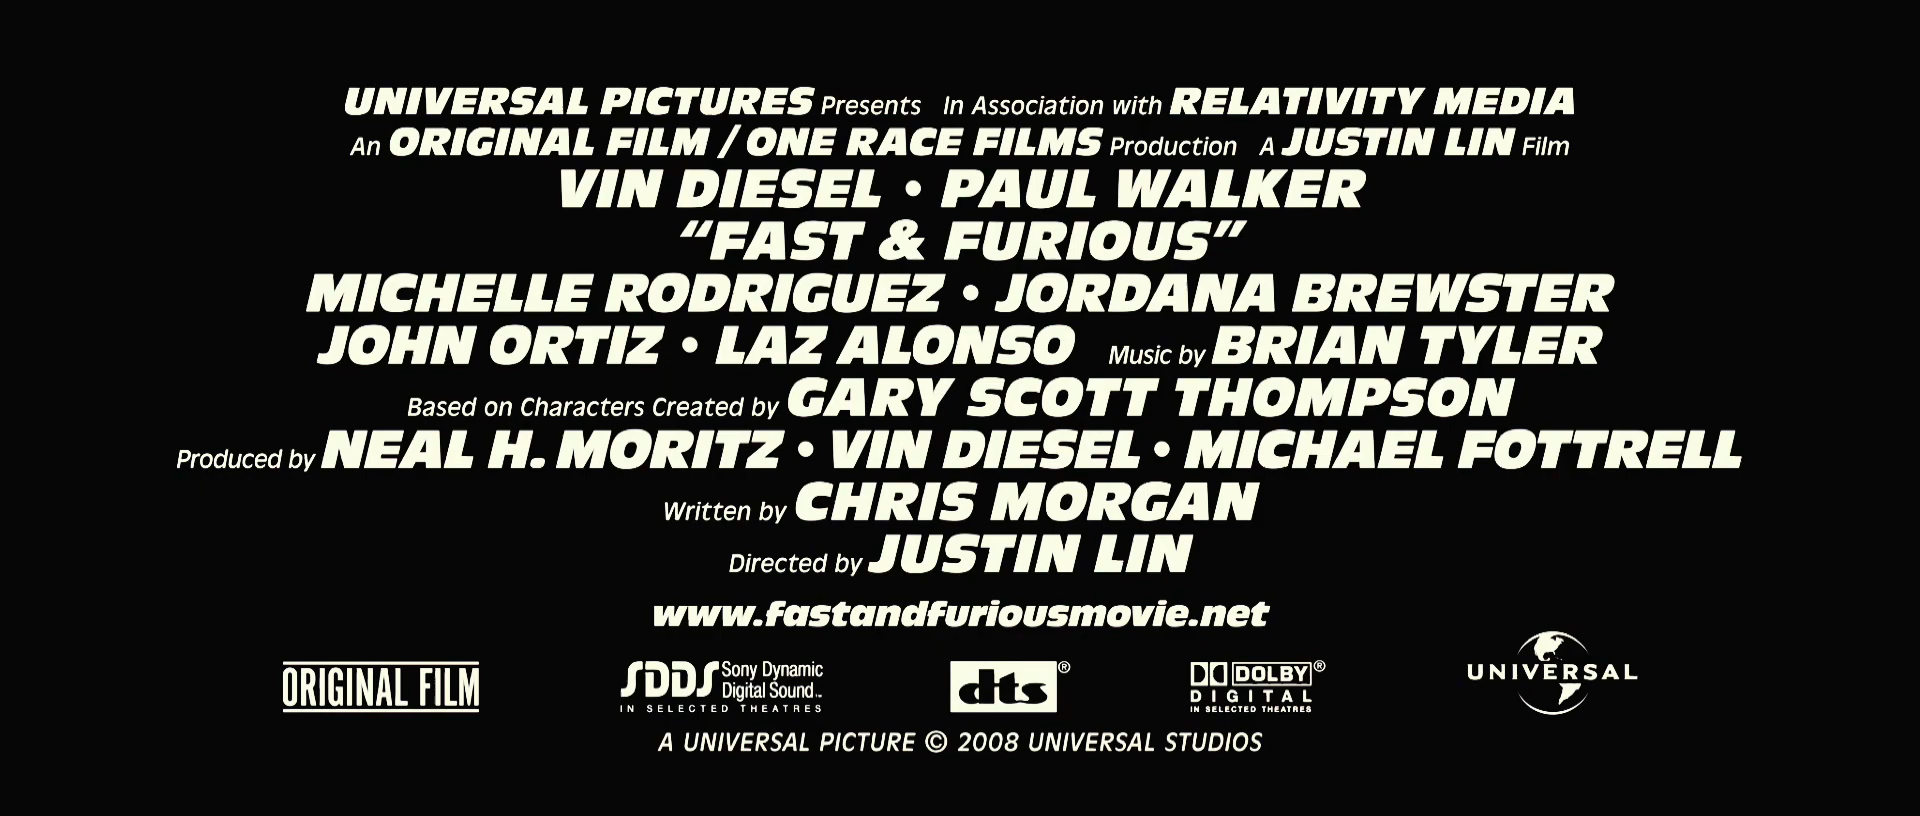 UNIVERSAL PICTURES Presents In Association with RELATIVITY MEDIA
An ORIGINAL FILM / ONE RACE FILMS Production A JUSTIN LIN Film
VIN DIESEL • PAUL WALKER
“FAST & FURIOUS”
MICHELLE RODRIGUEZ • JORDANA BREWSTER
JOHN ORTIZ • LAZ ALONSO Music by BRIAN TYLER
Based on Characters Created by GARY SCOTT THOMPSON
Produced by NEAL H. MORITZ • VIN DIESEL • MICHAEL FOTTRELL
Written by CHRIS MORGAN
Directed by JUSTIN LIN
www.fastandfuriousmovie.net
ORIGINAL FILM
SDDS Sony Dynamic
Digital Sound™
IN SELECTED THEATRES
dts®
DOLBY®
DIGITAL
IN SELECTED THEATRES
UNIVERSAL
A UNIVERSAL PICTURE © 2008 UNIVERSAL STUDIOS